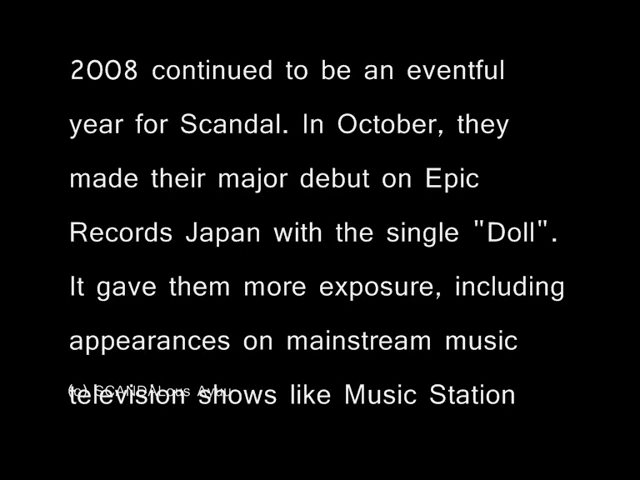 2008 continued to be an eventful
year for Scandal. In October, they
made their major debut on Epic
Records Japan with the single "Doll".
It gave them more exposure, including
appearances on mainstream music
television shows like Music Station
(c) SCANDALous Ayuu